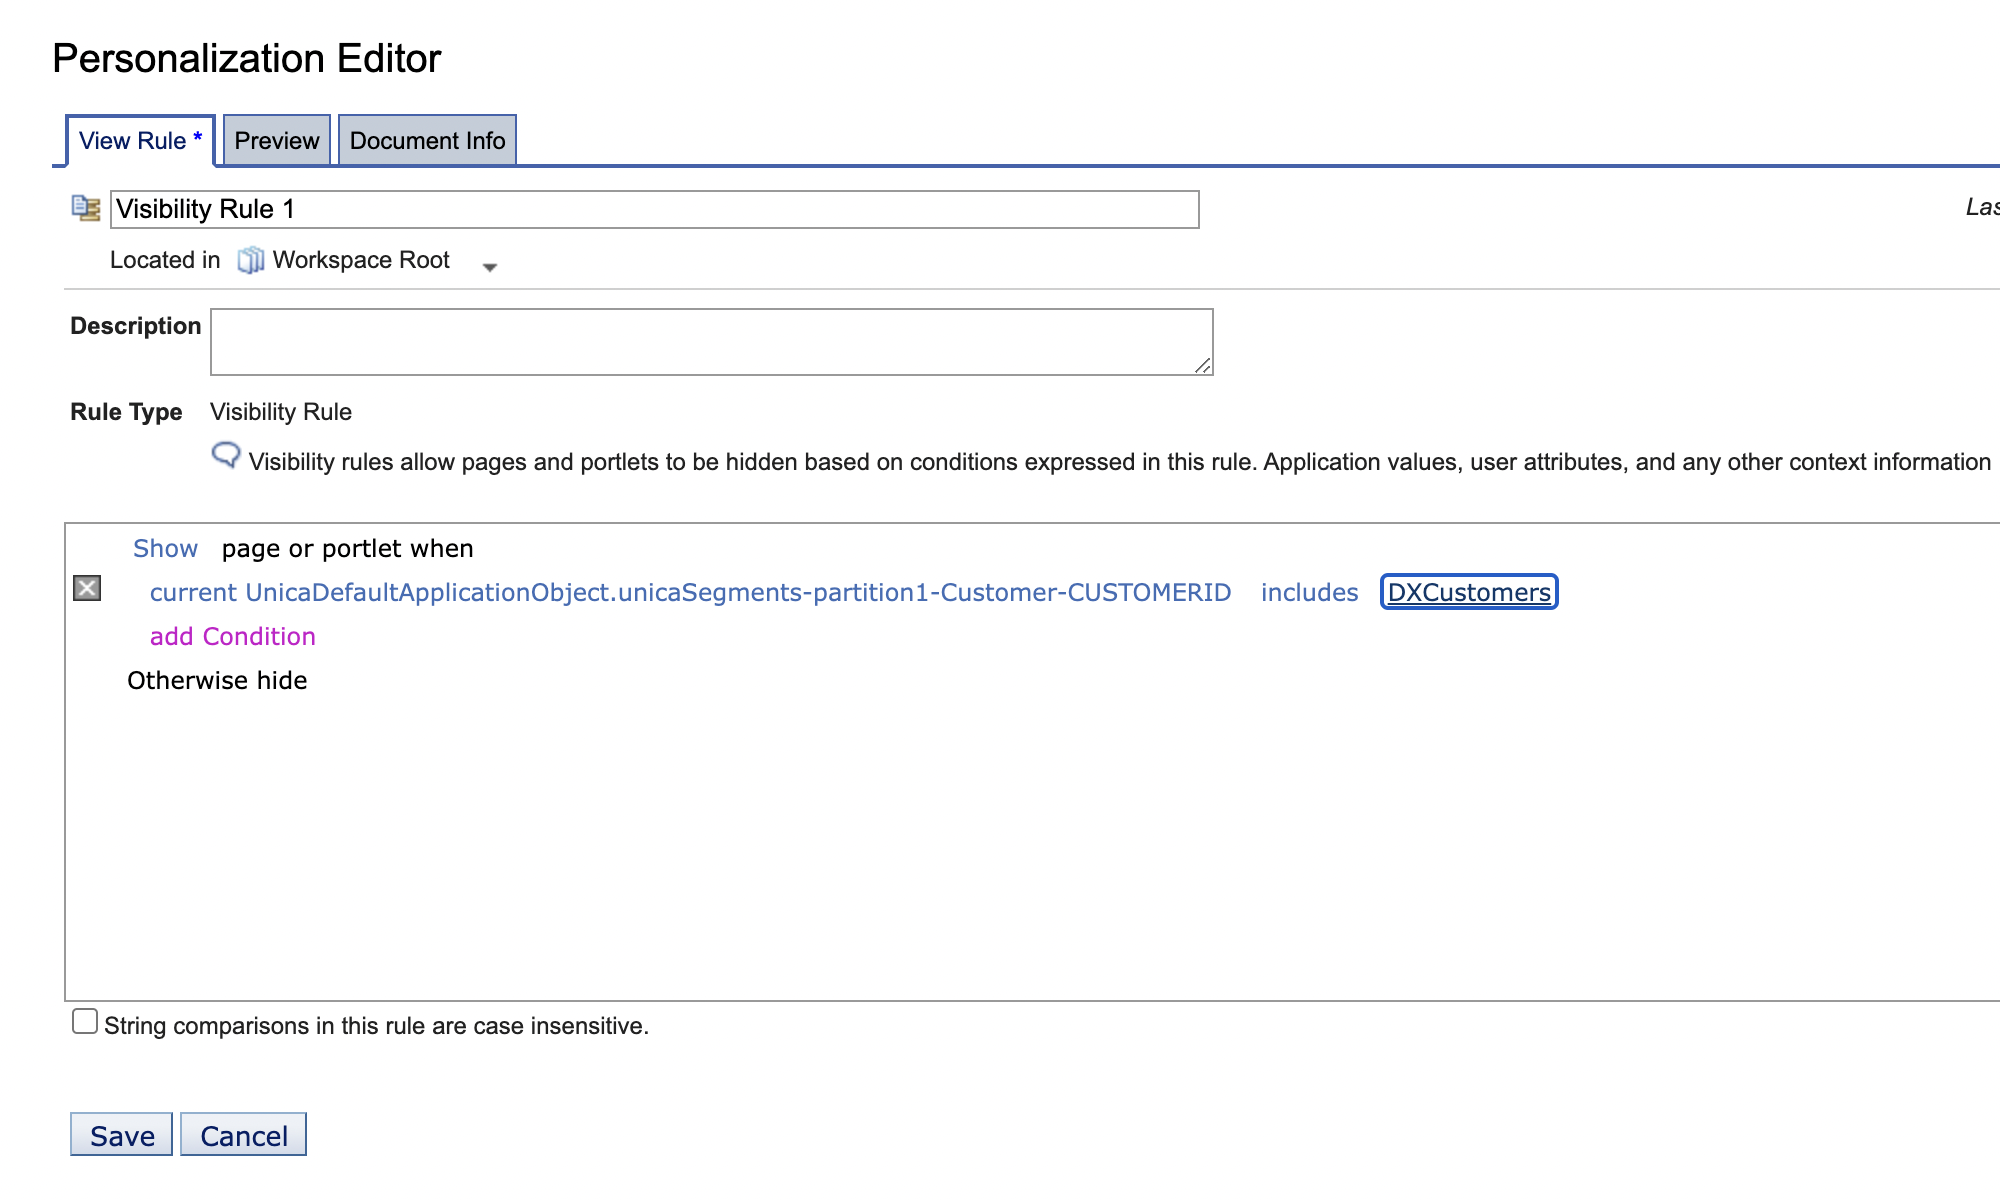 Personalization Editor
View Rule * Preview Document Info
Visibility Rule 1
Las
Located in Workspace Root
Description
Rule Type Visibility Rule
Visibility rules allow pages and portlets to be hidden based on conditions expressed in this rule. Application values, user attributes, and any other context information
Show page or portlet when
current UnicaDefaultApplicationObject.unicaSegments-partition1-Customer-CUSTOMERID includes DXCustomers
add Condition
Otherwise hide
String comparisons in this rule are case insensitive.
Save Cancel